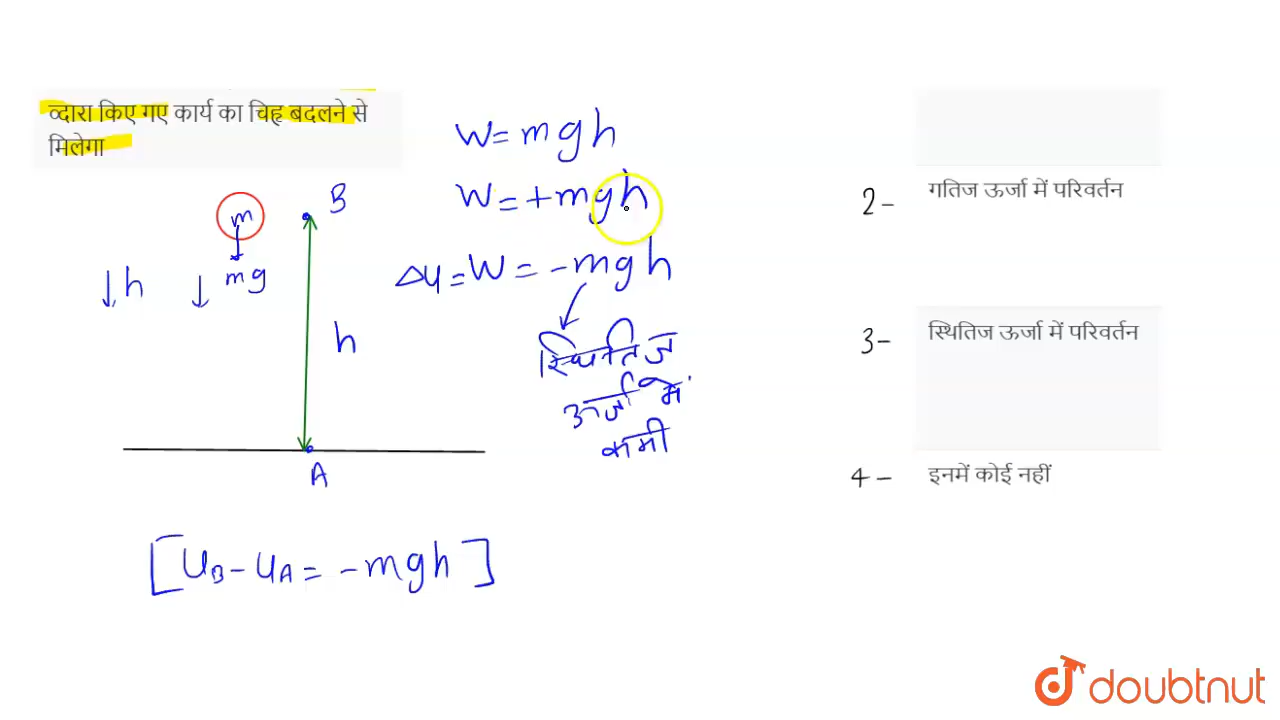 व्दारा किए गए कार्य का चिह्न बदलने से
मिलेगा
W = mgh
W = +mgh
ΔU = W = -mgh
स्थितिज
ऊर्जा में
कमी
B
m
mg
↓h
↓
h
A
[U_B - U_A = -mgh]
2- गतिज ऊर्जा में परिवर्तन
3- स्थितिज ऊर्जा में परिवर्तन
4- इनमें कोई नहीं
doubtnut